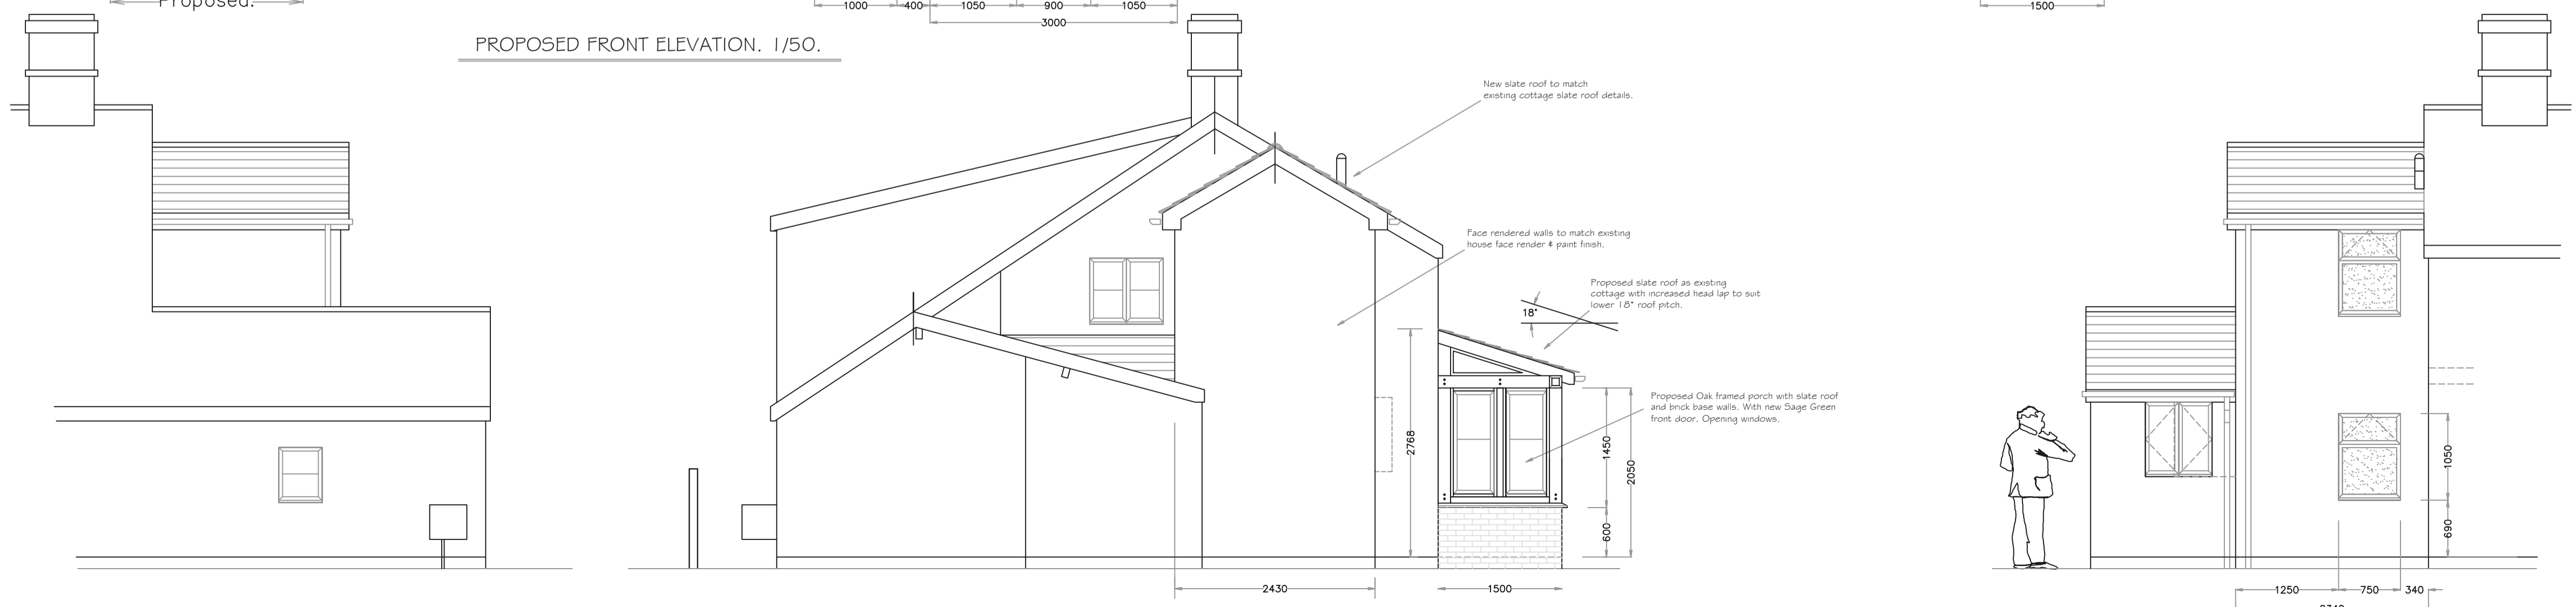 Proposed.
1000
400
1050
900
1050
3000
1500
PROPOSED FRONT ELEVATION. 1/50.
New slate roof to match
existing cottage slate roof details.
Face rendered walls to match existing
house face render & paint finish.
Proposed slate roof as existing
cottage with increased head lap to suit
lower 18° roof pitch.
18°
Proposed Oak framed porch with slate roof
and brick base walls. With new Sage Green
front door. Opening windows.
2768
1450
2050
600
2430
1500
1050
690
1250
750
340